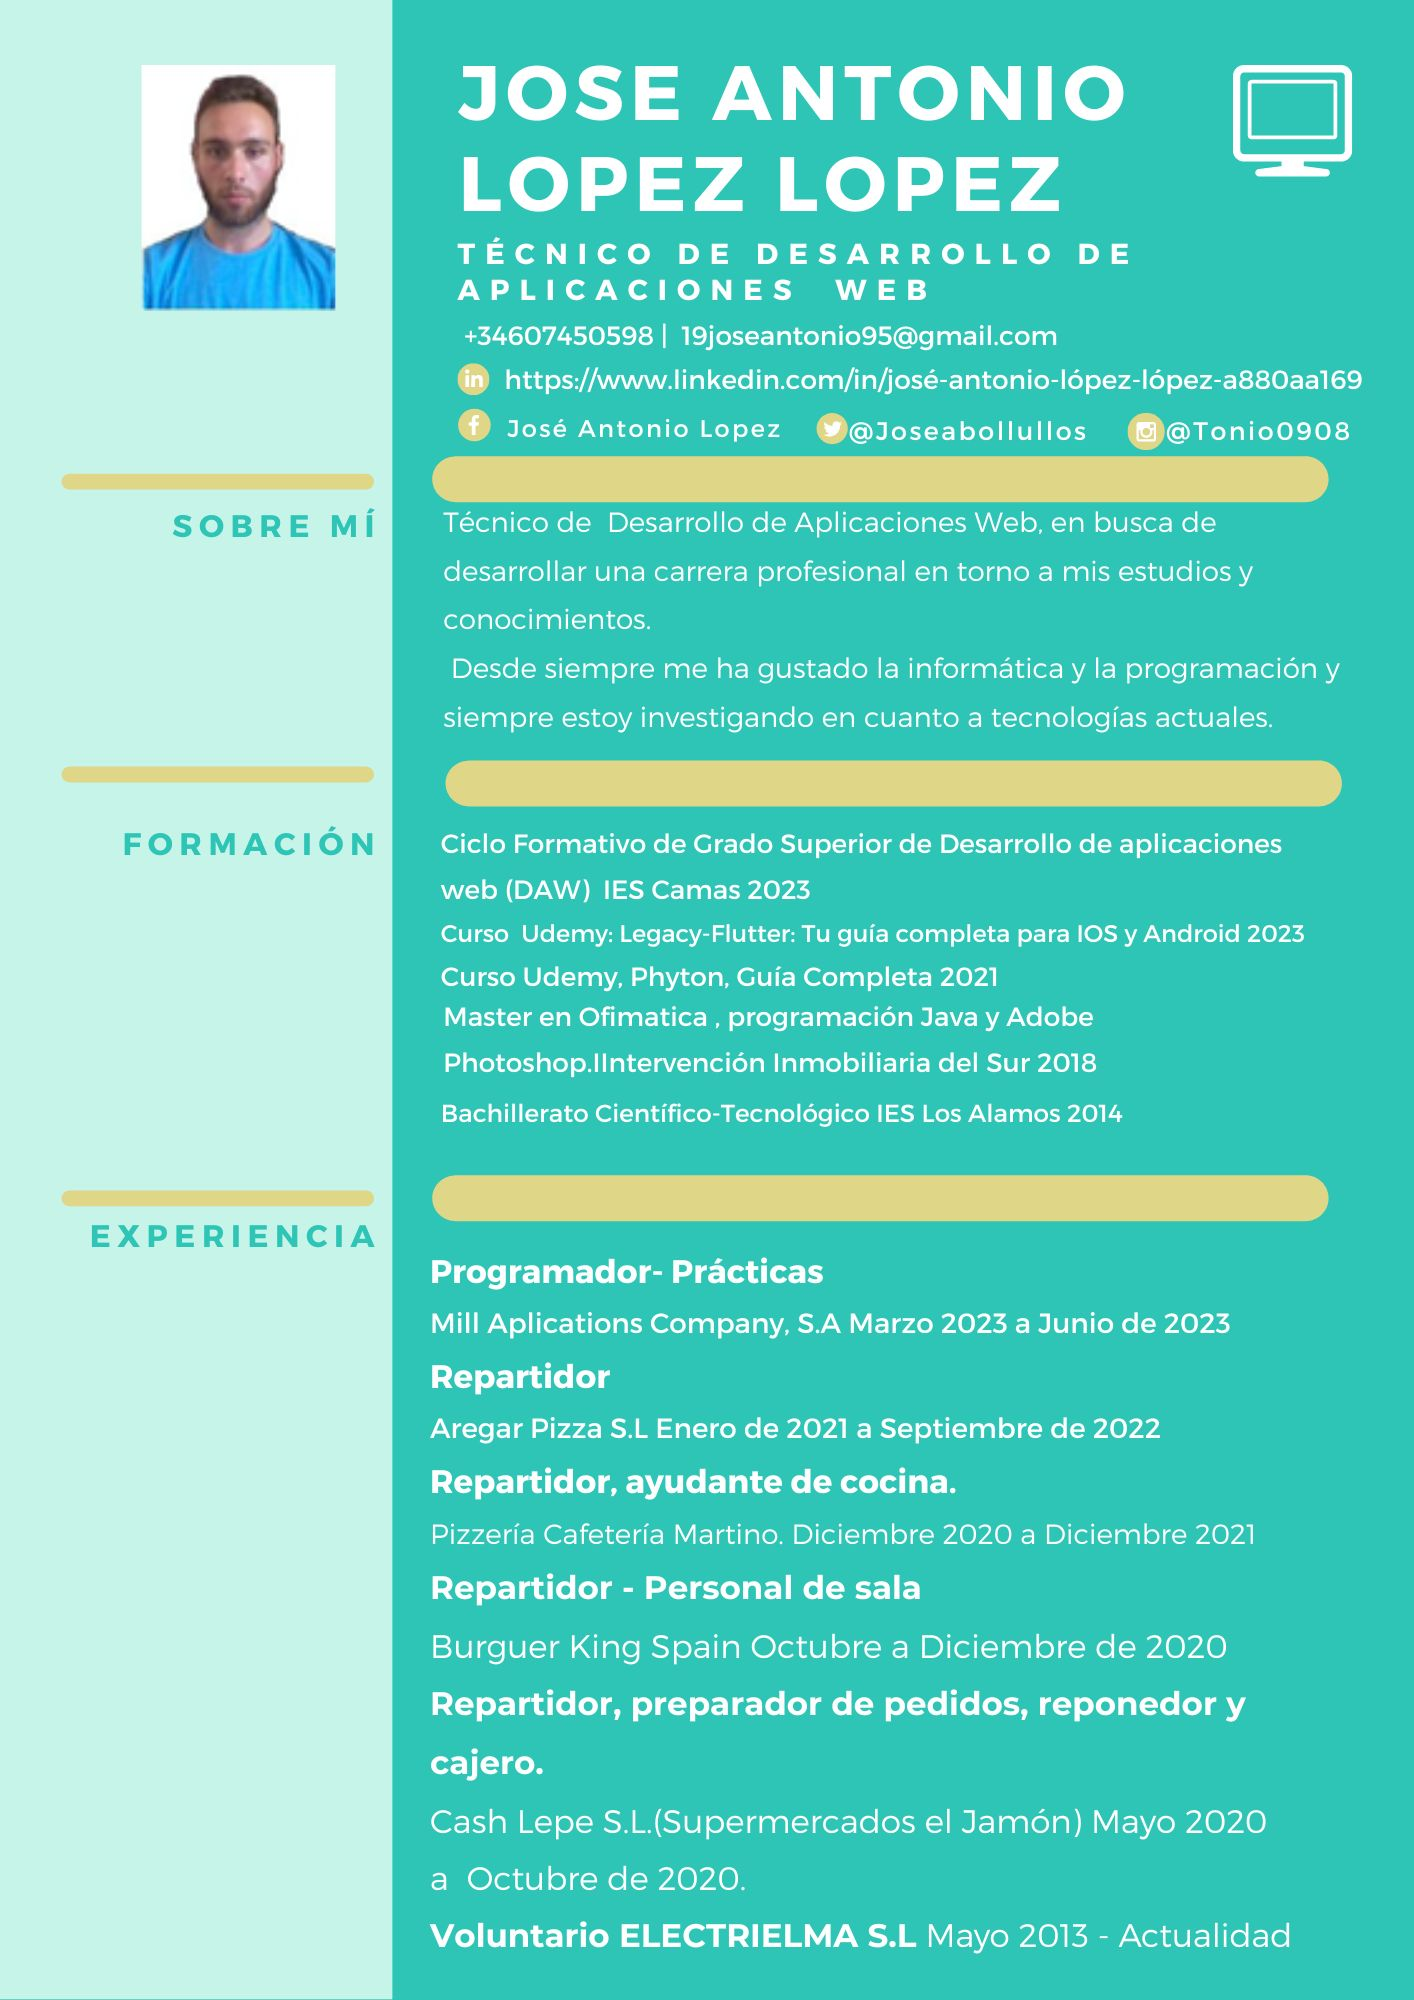 JOSE ANTONIO
LOPEZ LOPEZ
TÉCNICO DE DESARROLLO DE
APLICACIONES WEB
+34607450598 | 19joseantonio95@gmail.com
https://www.linkedin.com/in/josé-antonio-lópez-lópez-a880aa169
José Antonio Lopez @Joseabollullos @Tonio0908
SOBRE MÍ
Técnico de Desarrollo de Aplicaciones Web, en busca de
desarrollar una carrera profesional en torno a mis estudios y
conocimientos.
Desde siempre me ha gustado la informática y la programación y
siempre estoy investigando en cuanto a tecnologías actuales.
FORMACIÓN
Ciclo Formativo de Grado Superior de Desarrollo de aplicaciones
web (DAW) IES Camas 2023
Curso Udemy: Legacy-Flutter: Tu guía completa para IOS y Android 2023
Curso Udemy, Phyton, Guía Completa 2021
Master en Ofimatica , programación Java y Adobe
Photoshop.IIntervención Inmobiliaria del Sur 2018
Bachillerato Científico-Tecnológico IES Los Alamos 2014
EXPERIENCIA
Programador- Prácticas
Mill Aplications Company, S.A Marzo 2023 a Junio de 2023
Repartidor
Aregar Pizza S.L Enero de 2021 a Septiembre de 2022
Repartidor, ayudante de cocina.
Pizzería Cafetería Martino. Diciembre 2020 a Diciembre 2021
Repartidor - Personal de sala
Burguer King Spain Octubre a Diciembre de 2020
Repartidor, preparador de pedidos, reponedor y
cajero.
Cash Lepe S.L.(Supermercados el Jamón) Mayo 2020
a Octubre de 2020.
Voluntario ELECTRIELMA S.L Mayo 2013 - Actualidad